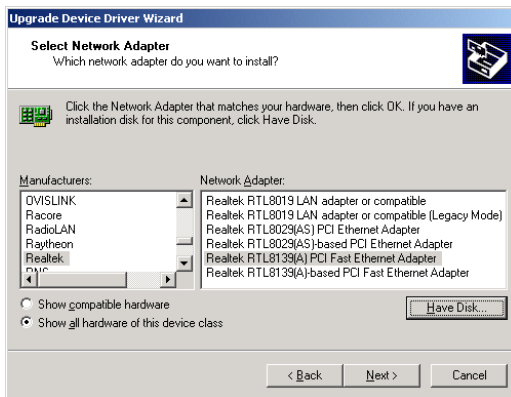 Upgrade Device Driver Wizard
Select Network Adapter
Which network adapter do you want to install?
Click the Network Adapter that matches your hardware, then click OK. If you have an
installation disk for this component, click Have Disk.
Manufacturers:
OVISLINK
Racore
RadioLAN
Raytheon
Realtek
RNS
Network Adapter:
Realtek RTL8019 LAN adapter or compatible
Realtek RTL8019 LAN adapter or compatible (Legacy Mode)
Realtek RTL8029(AS) PCI Ethernet Adapter
Realtek RTL8029(AS)-based PCI Ethernet Adapter
Realtek RTL8139(A) PCI Fast Ethernet Adapter
Realtek RTL8139(A)-based PCI Fast Ethernet Adapter
Show compatible hardware
Show all hardware of this device class
Have Disk...
< Back
Next >
Cancel